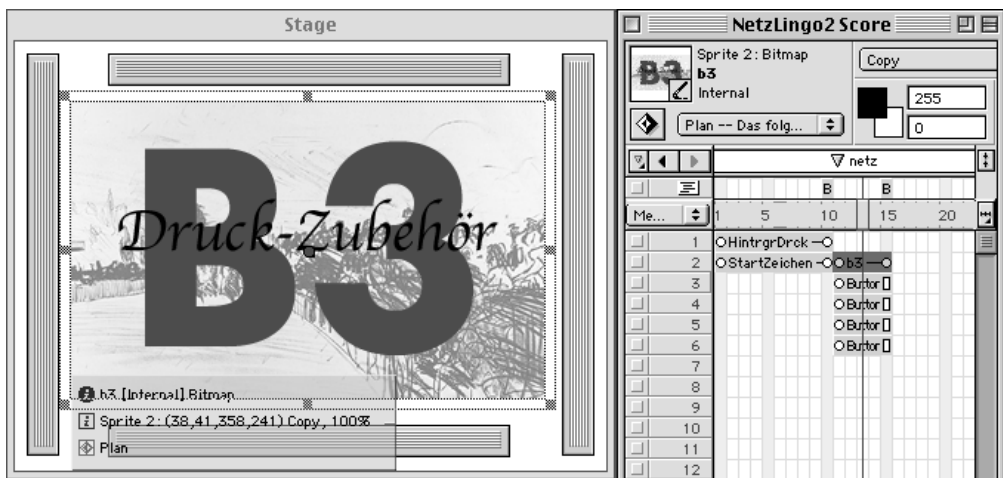 Stage
B3
Druck-Zubehör
b3 [Internal] Bitmap
Sprite 2: (38,41,358,241) Copy, 100%
Plan
NetzLingo2 Score
Sprite 2: Bitmap
Copy
b3
Internal
255
Plan -- Das folg...
0
netz
B B
Me... 1 5 10 15 20
1 HintrgrDrck
2 StartZeichen b3
3 Button
4 Button
5 Button
6 Button
7
8
9
10
11
12